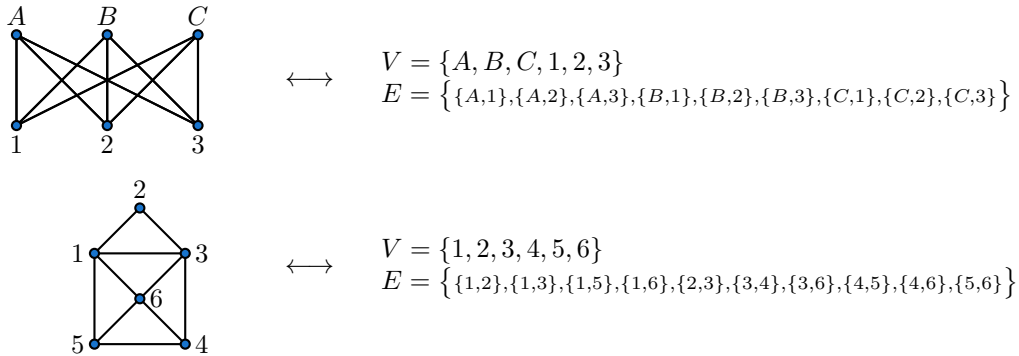 A B C
1 2 3
⟷
V = {A, B, C, 1, 2, 3}
E = {{A,1},{A,2},{A,3},{B,1},{B,2},{B,3},{C,1},{C,2},{C,3}}
2
1 3
6
5 4
⟷
V = {1, 2, 3, 4, 5, 6}
E = {{1,2},{1,3},{1,5},{1,6},{2,3},{3,4},{3,6},{4,5},{4,6},{5,6}}